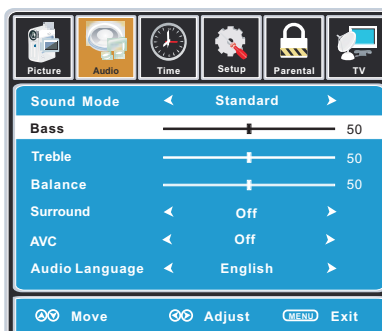 Picture Audio Time Setup Parental TV
Sound Mode Standard
Bass 50
Treble 50
Balance 50
Surround Off
AVC Off
Audio Language English
Move Adjust MENU Exit